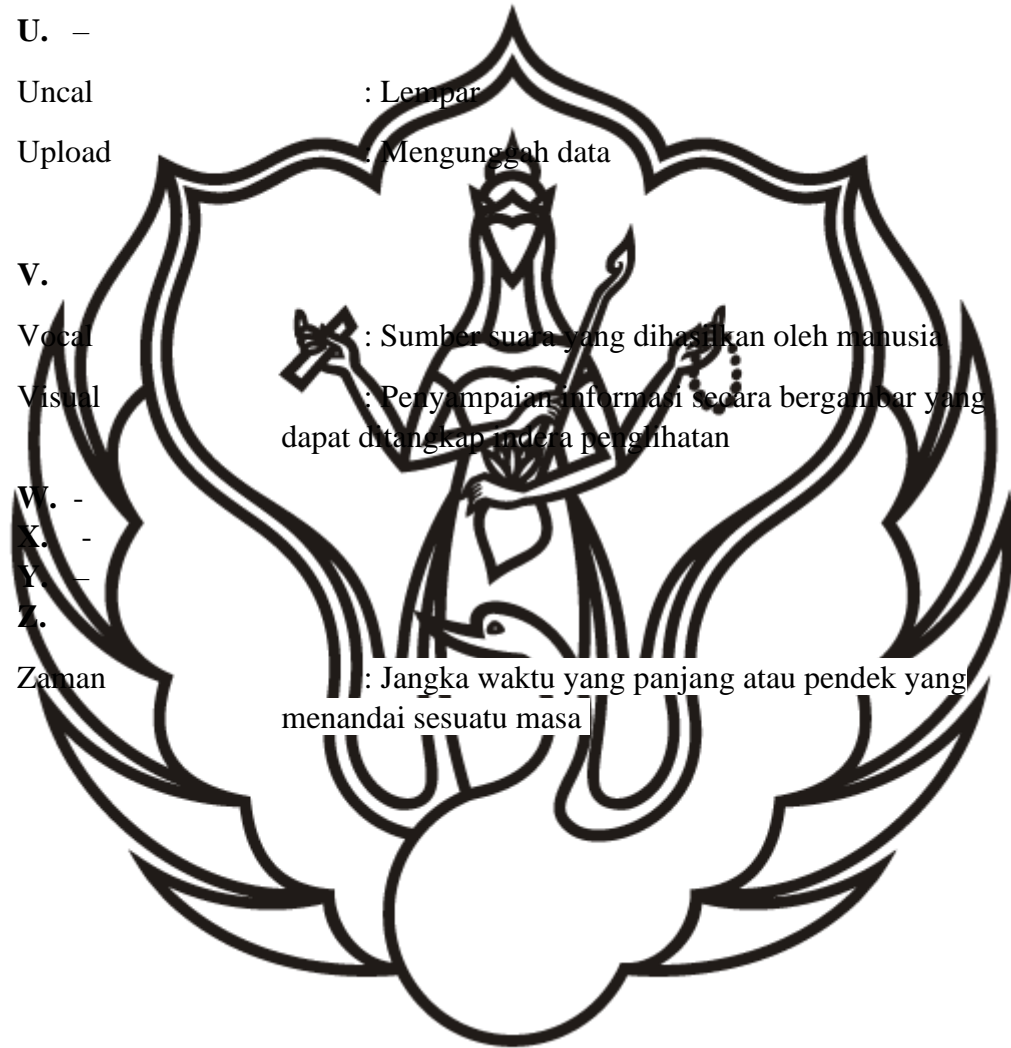 U. –
Uncal : Lempar
Upload : Mengunggah data
V.
Vocal : Sumber suara yang dihasilkan oleh manusia
Visual : Penyampaian informasi secara bergambar yang
dapat ditangkap indera penglihatan
W. -
X. -
Y. –
Z.
Zaman : Jangka waktu yang panjang atau pendek yang
menandai sesuatu masa